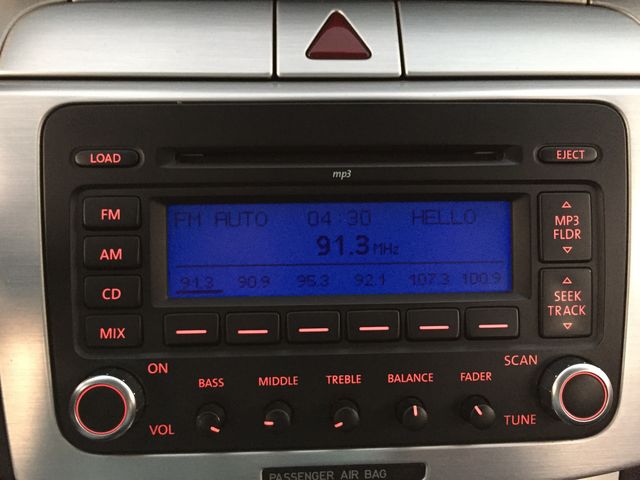 LOAD
EJECT
mp3
FM
AM
CD
MIX
FM AUTO 04:30 HELLO
91.3 MHz
91.3 90.9 95.3 92.1 107.3 100.9
MP3
FLDR
SEEK
TRACK
ON
VOL
BASS MIDDLE TREBLE BALANCE FADER
SCAN
TUNE
PASSENGER AIR BAG